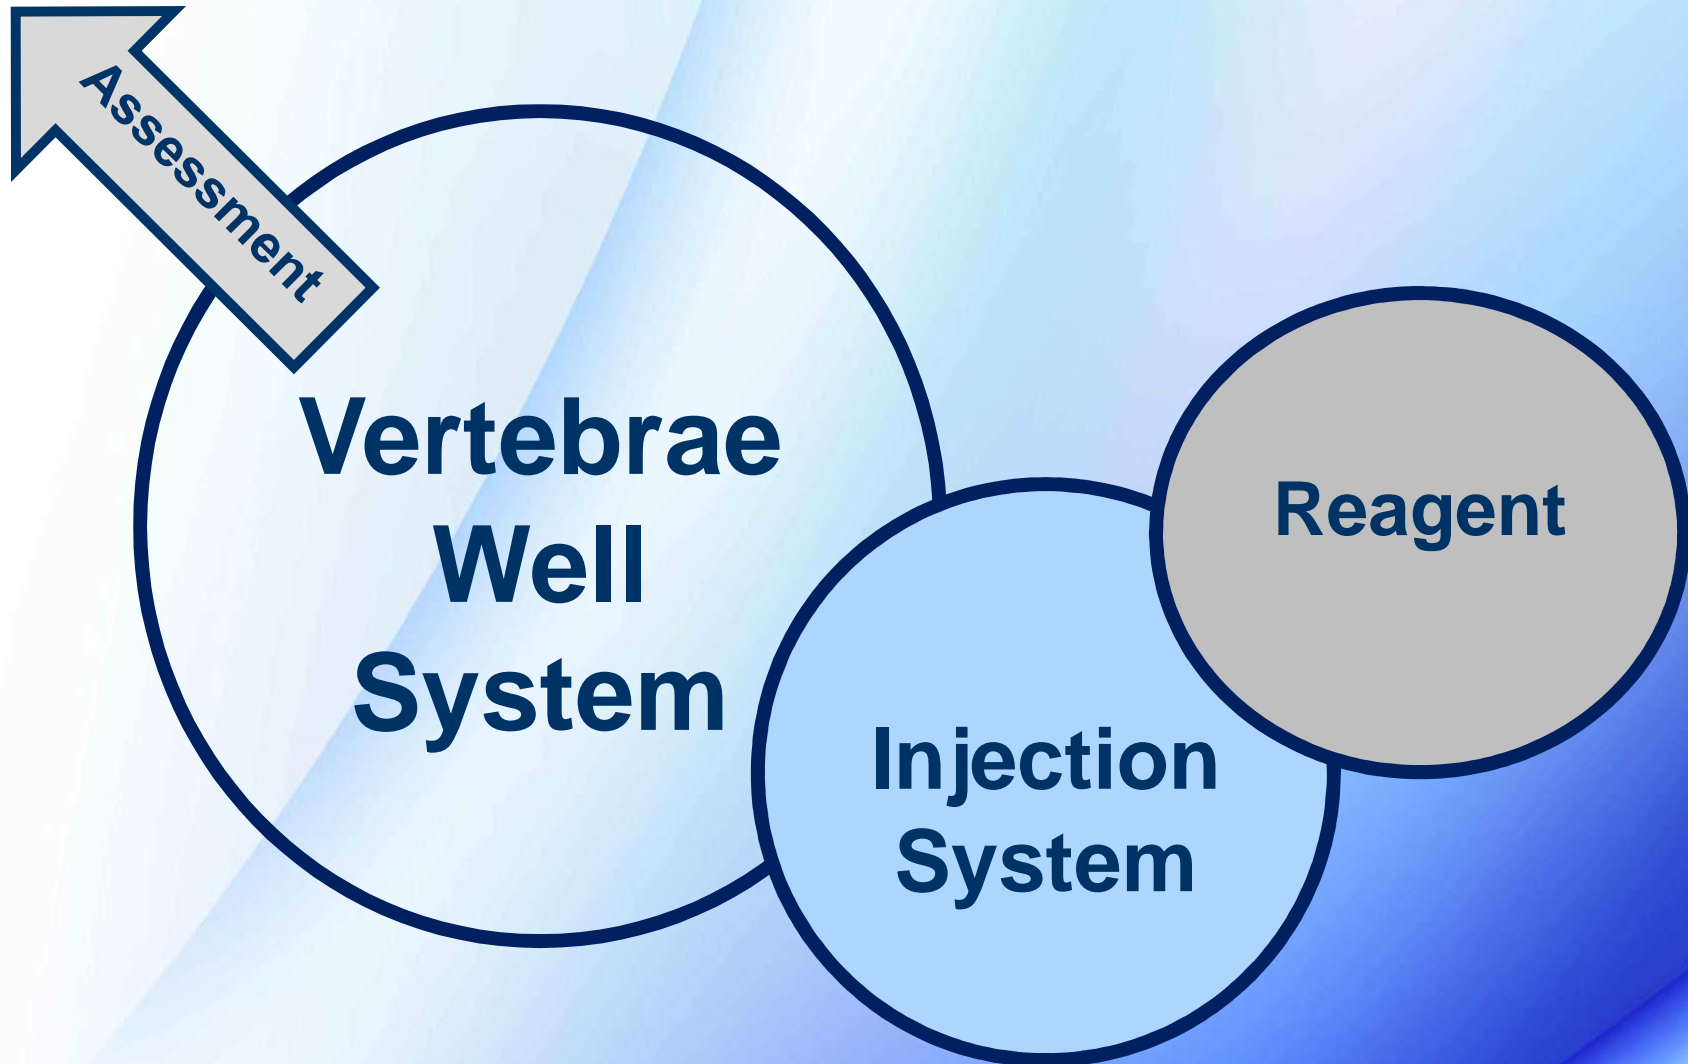 Assessment
Vertebrae
Well
System
Reagent
Injection
System